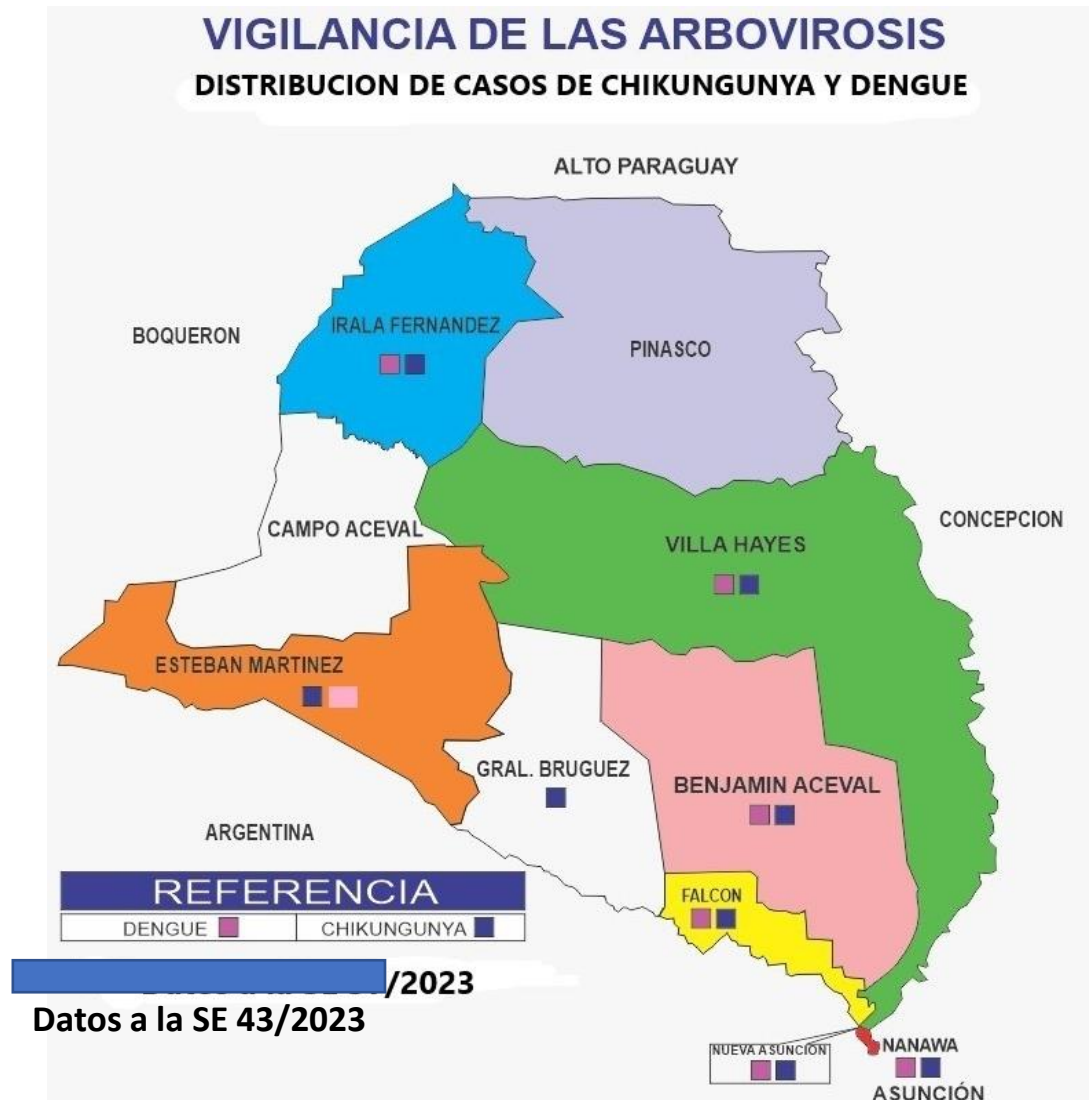 VIGILANCIA DE LAS ARBOVIROSIS
DISTRIBUCION DE CASOS DE CHIKUNGUNYA Y DENGUE
ALTO PARAGUAY
BOQUERON
IRALA FERNANDEZ
PINASCO
CAMPO ACEVAL
CONCEPCION
VILLA HAYES
ESTEBAN MARTINEZ
GRAL. BRUGUEZ
BENJAMIN ACEVAL
ARGENTINA
REFERENCIA
FALCON
DENGUE
CHIKUNGUNYA
/2023
Datos a la SE 43/2023
NUEVA ASUNCION
NANAWA
ASUNCIÓN